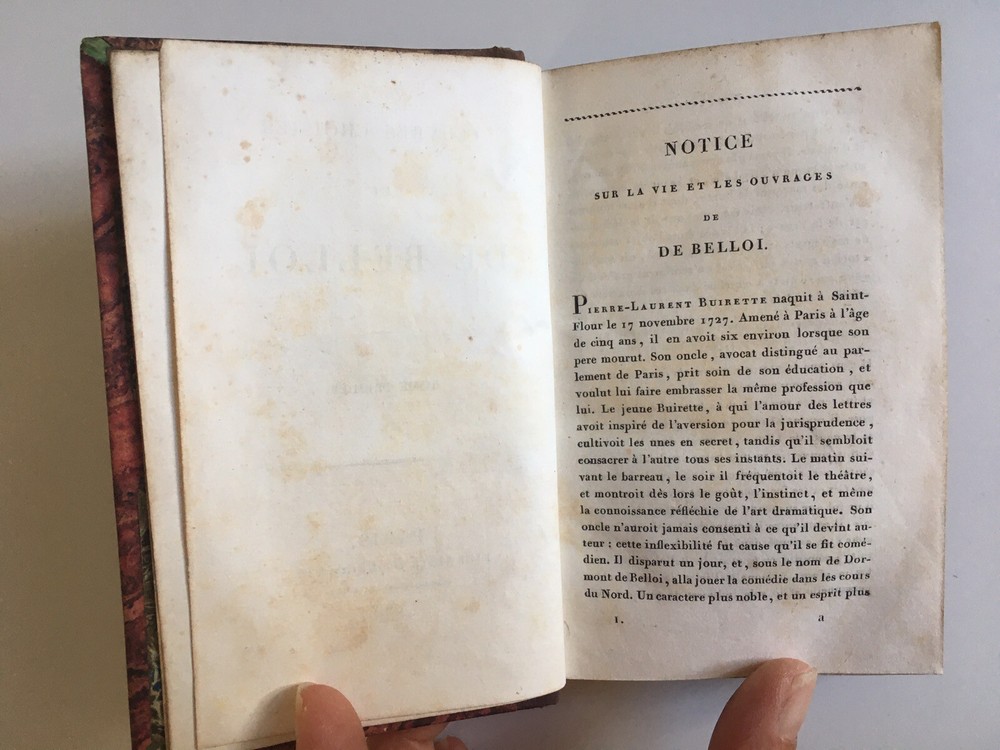 NOTICE
SUR LA VIE ET LES OUVRAGES
DE
DE BELLOI.
PIERRE-LAURENT BUIRETTE naquit à Saint-
Flour le 17 novembre 1727. Amené à Paris à l'âge
de cinq ans, il en avoit six environ lorsque son
pere mourut. Son oncle, avocat distingué au par-
lement de Paris, prit soin de son éducation, et
voulut lui faire embrasser la même profession que
lui. Le jeune Buirette, à qui l'amour des lettres
avoit inspiré de l'aversion pour la jurisprudence,
cultivoit les unes en secret, tandis qu'il sembloit
consacrer à l'autre tous ses instants. Le matin sui-
vant le barreau, le soir il fréquentoit le théâtre,
et montroit dès lors le goût, l'instinct, et même
la connoissance réfléchie de l'art dramatique. Son
oncle n'auroit jamais consenti à ce qu'il devînt au-
teur : cette inflexibilité fut cause qu'il se fit comé-
dien. Il disparut un jour, et, sous le nom de Dor-
mont de Belloi, alla jouer la comédie dans les cours
du Nord. Un caractere plus noble, et un esprit plus
1. a